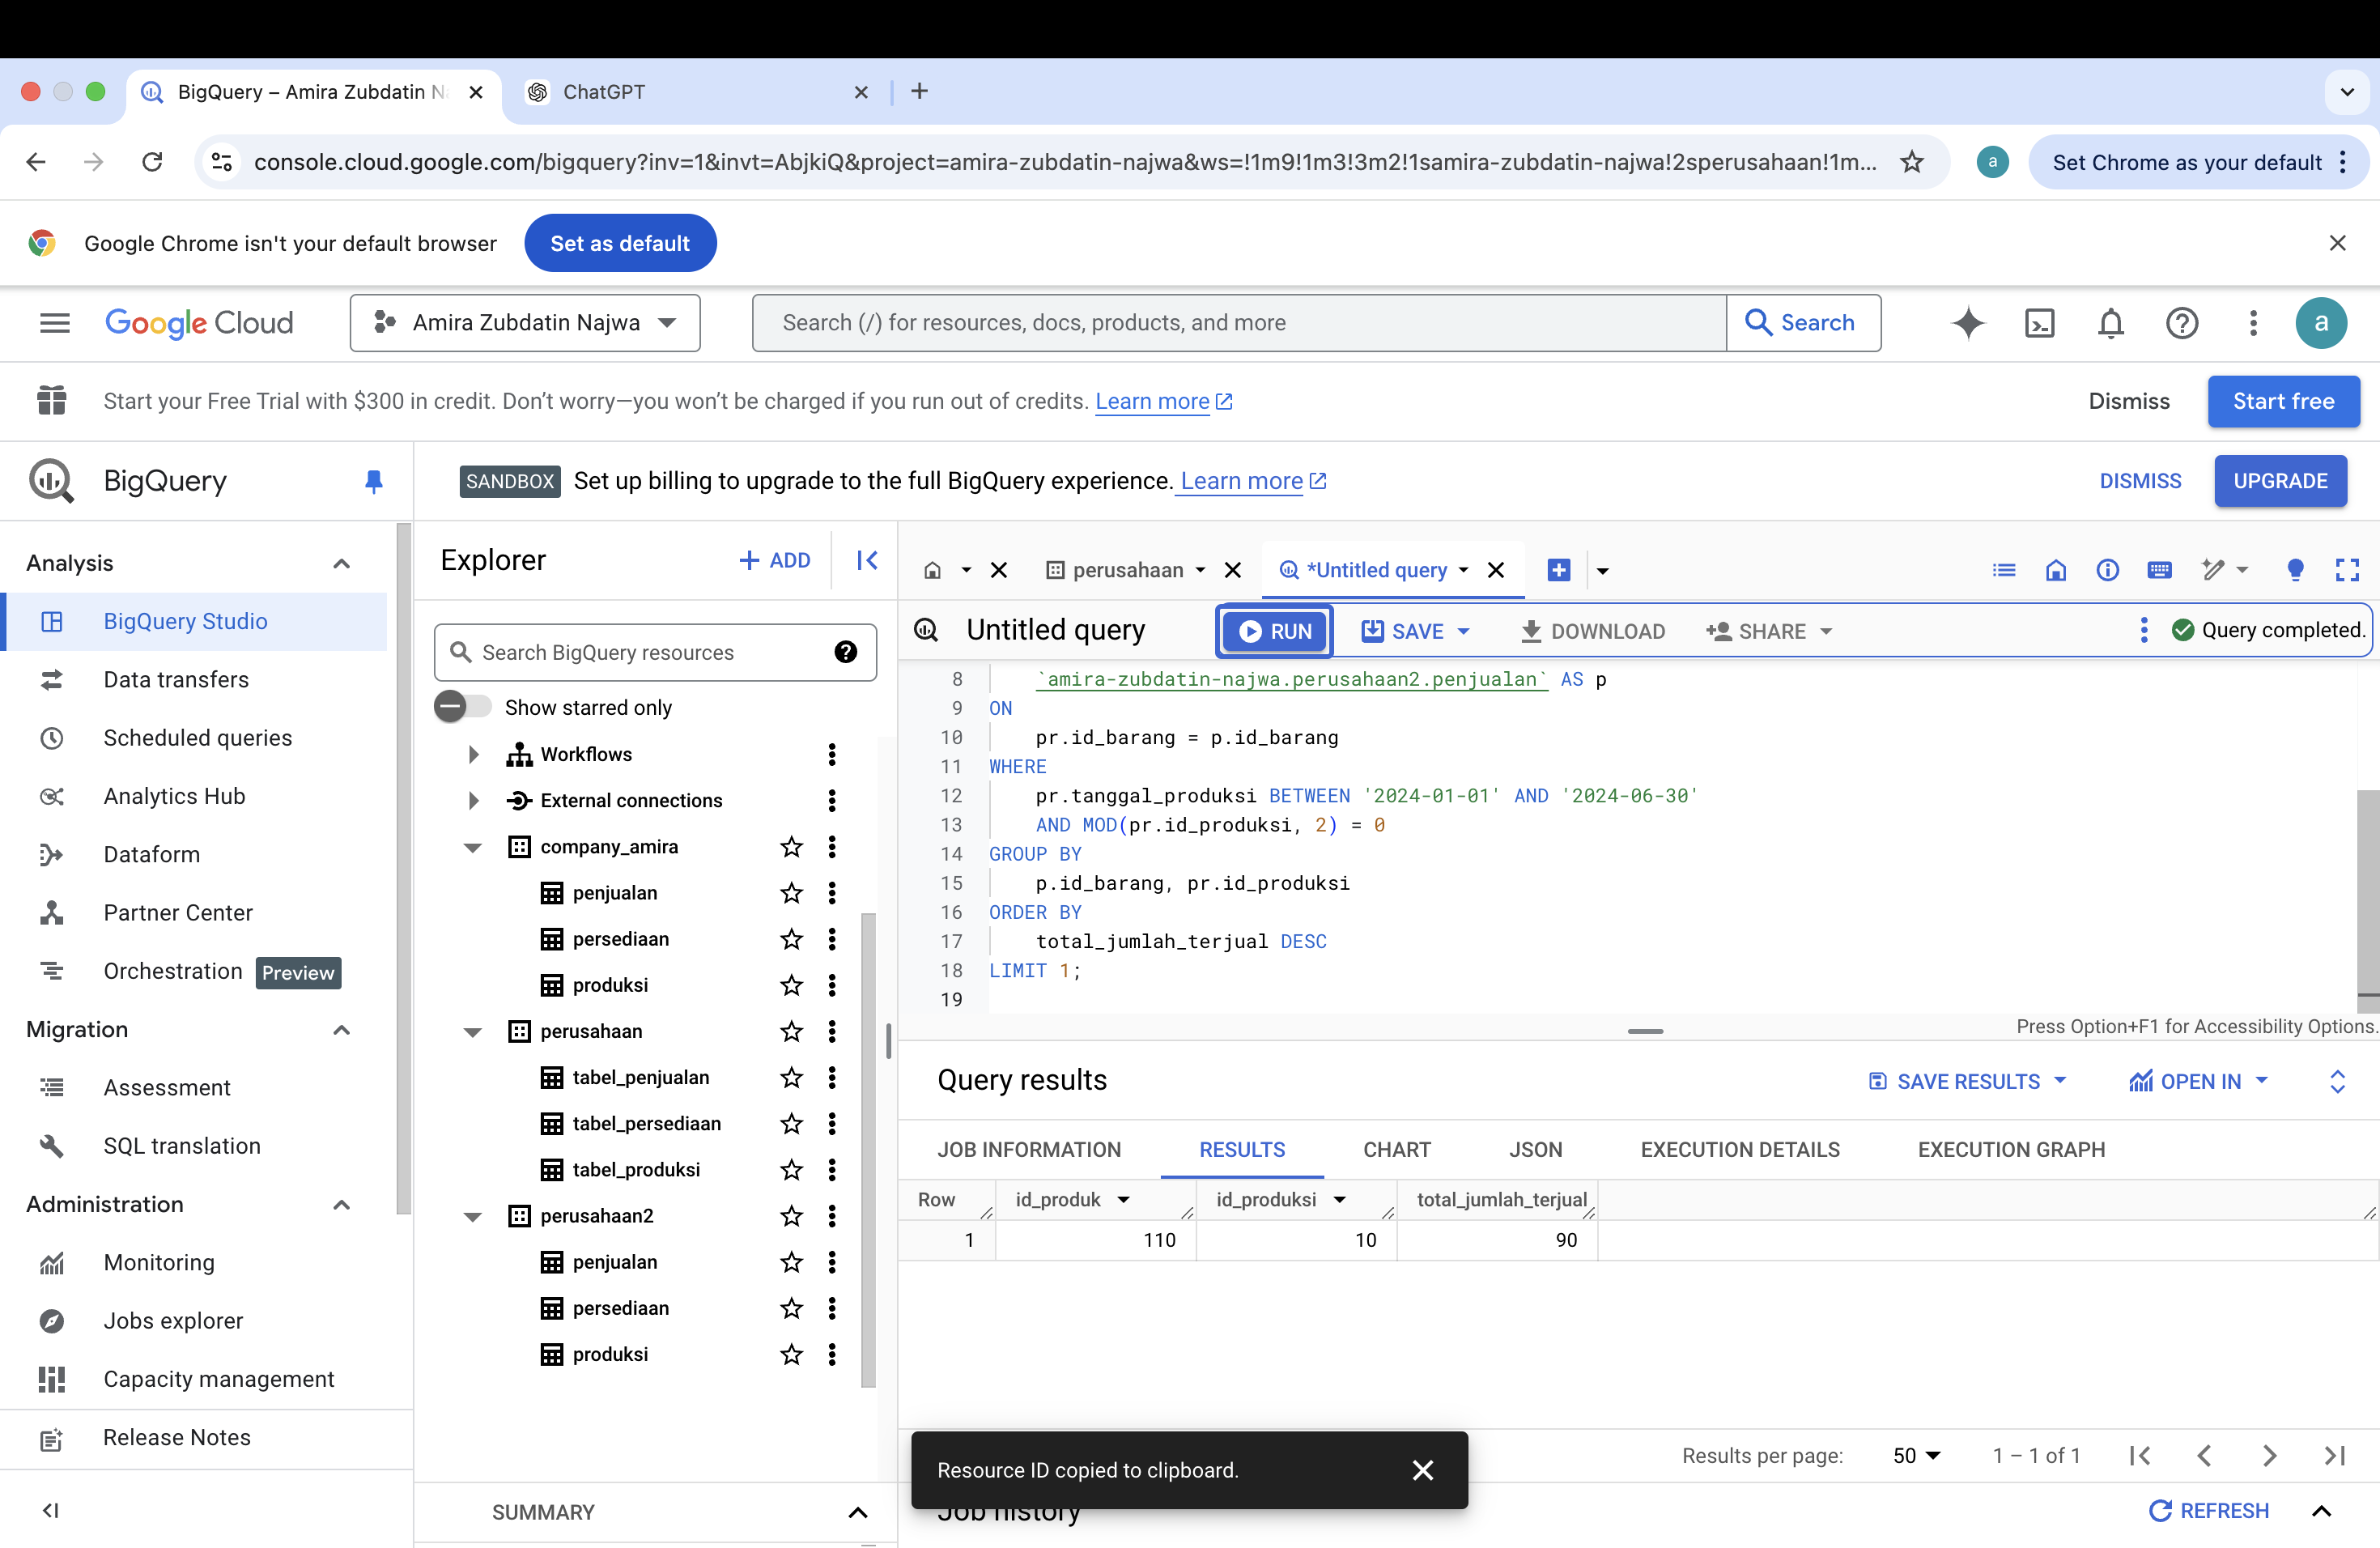 BigQuery – Amira Zubdatin N
ChatGPT
console.cloud.google.com/bigquery?inv=1&invt=AbjkiQ&project=amira-zubdatin-najwa&ws=!1m9!1m3!3m2!1samira-zubdatin-najwa!2sperusahaan!1m...
a
Set Chrome as your default
Google Chrome isn't your default browser
Set as default
Google Cloud
Amira Zubdatin Najwa
Search (/) for resources, docs, products, and more
Search
a
Start your Free Trial with $300 in credit. Don’t worry—you won’t be charged if you run out of credits. Learn more
Dismiss
Start free
BigQuery
SANDBOX Set up billing to upgrade to the full BigQuery experience. Learn more
DISMISS
UPGRADE
Analysis
BigQuery Studio
Data transfers
Scheduled queries
Analytics Hub
Dataform
Partner Center
Orchestration Preview
Migration
Assessment
SQL translation
Administration
Monitoring
Jobs explorer
Capacity management
Release Notes
Explorer
ADD
Search BigQuery resources
Show starred only
Workflows
External connections
company_amira
penjualan
persediaan
produksi
perusahaan
tabel_penjualan
tabel_persediaan
tabel_produksi
perusahaan2
penjualan
persediaan
produksi
SUMMARY
perusahaan
*Untitled query
Untitled query
RUN
SAVE
DOWNLOAD
SHARE
Query completed.
8 `amira-zubdatin-najwa.perusahaan2.penjualan` AS p
9 ON
10 pr.id_barang = p.id_barang
11 WHERE
12 pr.tanggal_produksi BETWEEN '2024-01-01' AND '2024-06-30'
13 AND MOD(pr.id_produksi, 2) = 0
14 GROUP BY
15 p.id_barang, pr.id_produksi
16 ORDER BY
17 total_jumlah_terjual DESC
18 LIMIT 1;
19
Press Option+F1 for Accessibility Options.
Query results
SAVE RESULTS
OPEN IN
JOB INFORMATION RESULTS CHART JSON EXECUTION DETAILS EXECUTION GRAPH
Row id_produk id_produksi total_jumlah_terjual
1 110 10 90
Results per page: 50 1 – 1 of 1
Resource ID copied to clipboard.
Job history
REFRESH